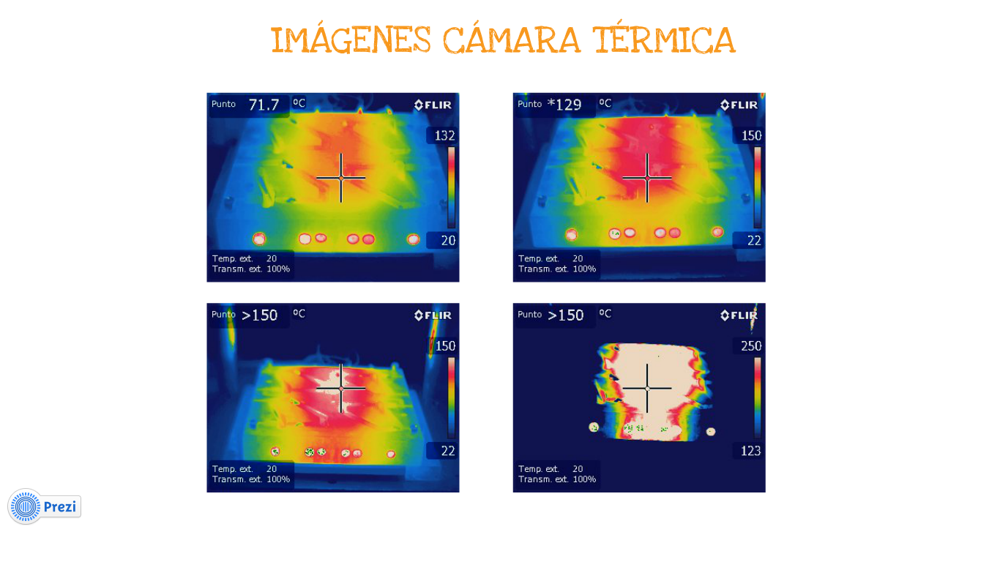 IMÁGENES CÁMARA TÉRMICA
Punto 71.7 ºC FLIR
132
20
Temp. ext. 20
Transm. ext. 100%
Punto *129 ºC FLIR
150
22
Temp. ext. 20
Transm. ext. 100%
Punto >150 ºC FLIR
150
22
Temp. ext. 20
Transm. ext. 100%
Punto >150 ºC FLIR
250
123
Temp. ext. 20
Transm. ext. 100%
Prezi